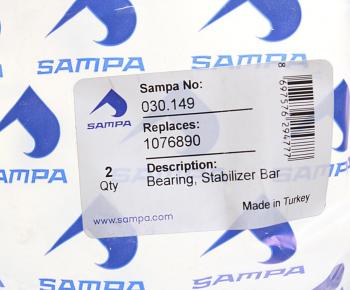 SAMPA
SAMPA
SAMPA
Sampa No:
030.149
Replaces:
1076890
2
Qty
Description:
Bearing, Stabilizer Bar
www.sampa.com
Made in Turkey
SAMPA
SAMPA